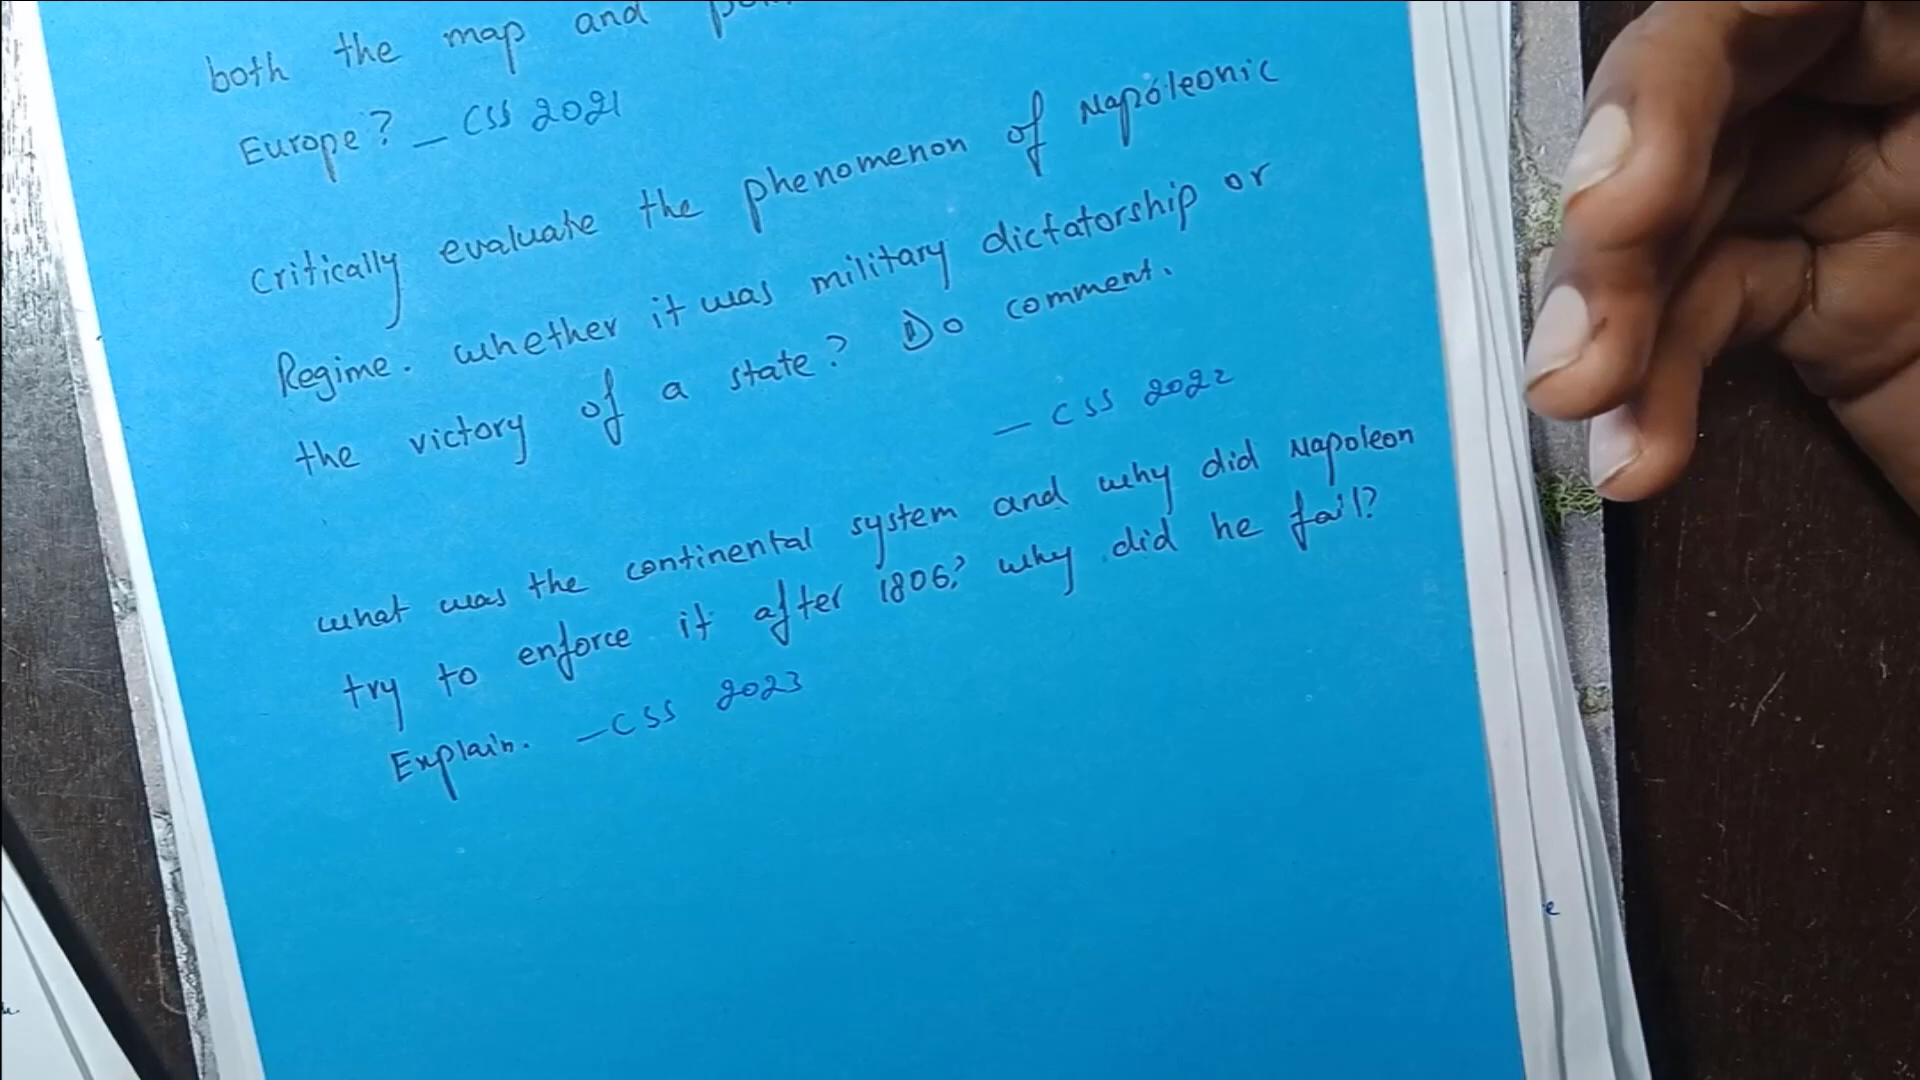 both the map and
Europe? _ CSS 2021
Critically evaluate the phenomenon of Napoleonic
Regime. whether it was military dictatorship or
the victory of a state? Do comment.
_ CSS 2022
what was the continental system and why did Napoleon
try to enforce it after 1806? why did he fail?
Explain. _CSS 2023
e